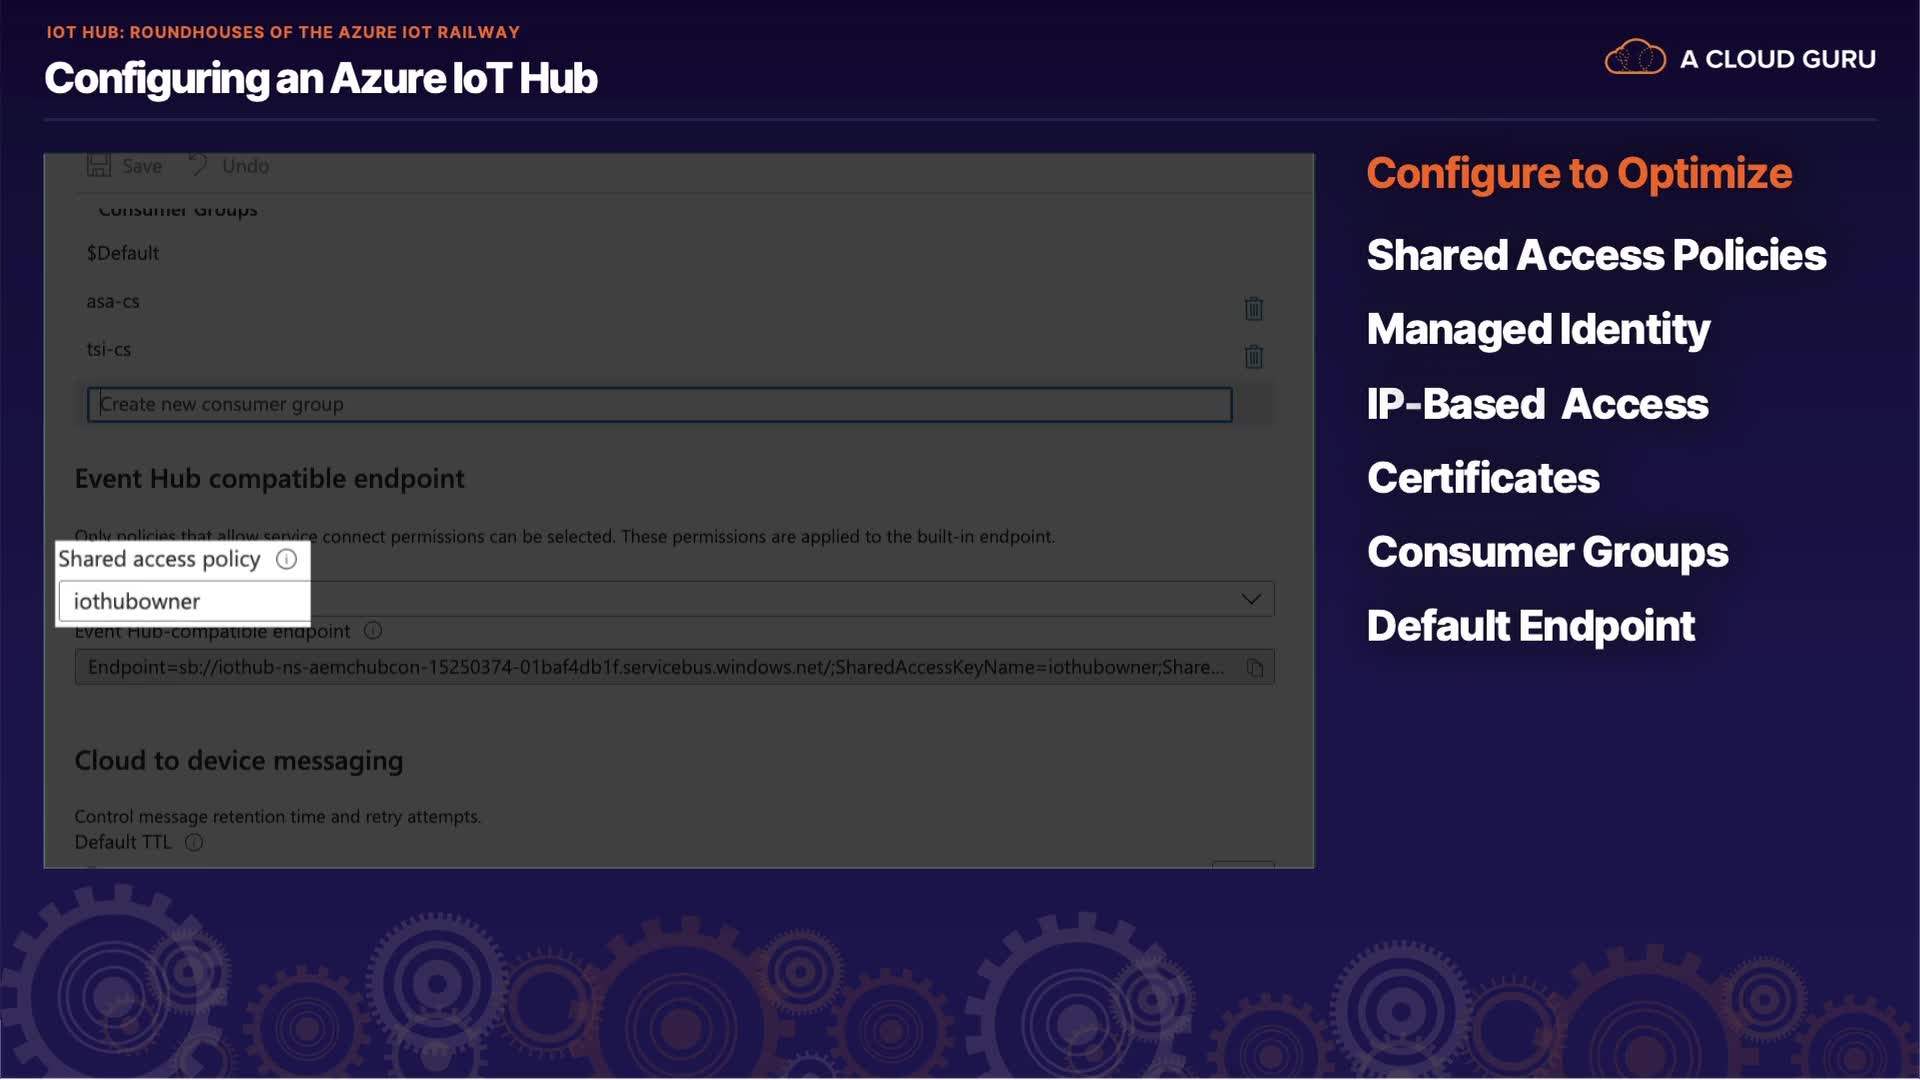 IOT HUB: ROUNDHOUSES OF THE AZURE IOT RAILWAY
Configuring an Azure IoT Hub
A CLOUD GURU
Save Undo
Consumer Groups
$Default
asa-cs
tsi-cs
Create new consumer group
Event Hub compatible endpoint
Only policies that allow service connect permissions can be selected. These permissions are applied to the built-in endpoint.
Shared access policy
iothubowner
Event Hub-compatible endpoint
Endpoint=sb://iothub-ns-aemchubcon-15250374-01baf4db1f.servicebus.windows.net/;SharedAccessKeyName=iothubowner;Share...
Cloud to device messaging
Control message retention time and retry attempts.
Default TTL
Configure to Optimize
Shared Access Policies
Managed Identity
IP-Based Access
Certificates
Consumer Groups
Default Endpoint